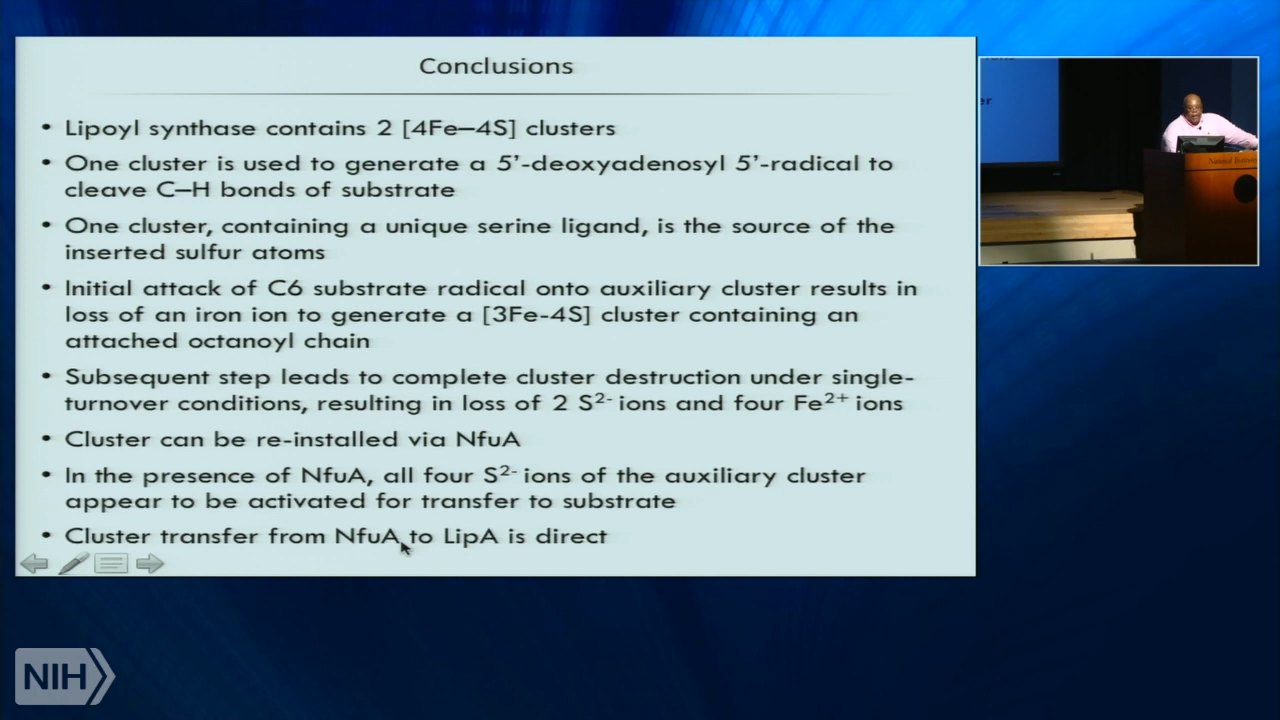 Conclusions
• Lipoyl synthase contains 2 [4Fe–4S] clusters
• One cluster is used to generate a 5’-deoxyadenosyl 5’-radical to
cleave C–H bonds of substrate
• One cluster, containing a unique serine ligand, is the source of the
inserted sulfur atoms
• Initial attack of C6 substrate radical onto auxiliary cluster results in
loss of an iron ion to generate a [3Fe-4S] cluster containing an
attached octanoyl chain
• Subsequent step leads to complete cluster destruction under single-
turnover conditions, resulting in loss of 2 S²⁻ ions and four Fe²⁺ ions
• Cluster can be re-installed via NfuA
• In the presence of NfuA, all four S²⁻ ions of the auxiliary cluster
appear to be activated for transfer to substrate
• Cluster transfer from NfuA to LipA is direct
er
National
NIH